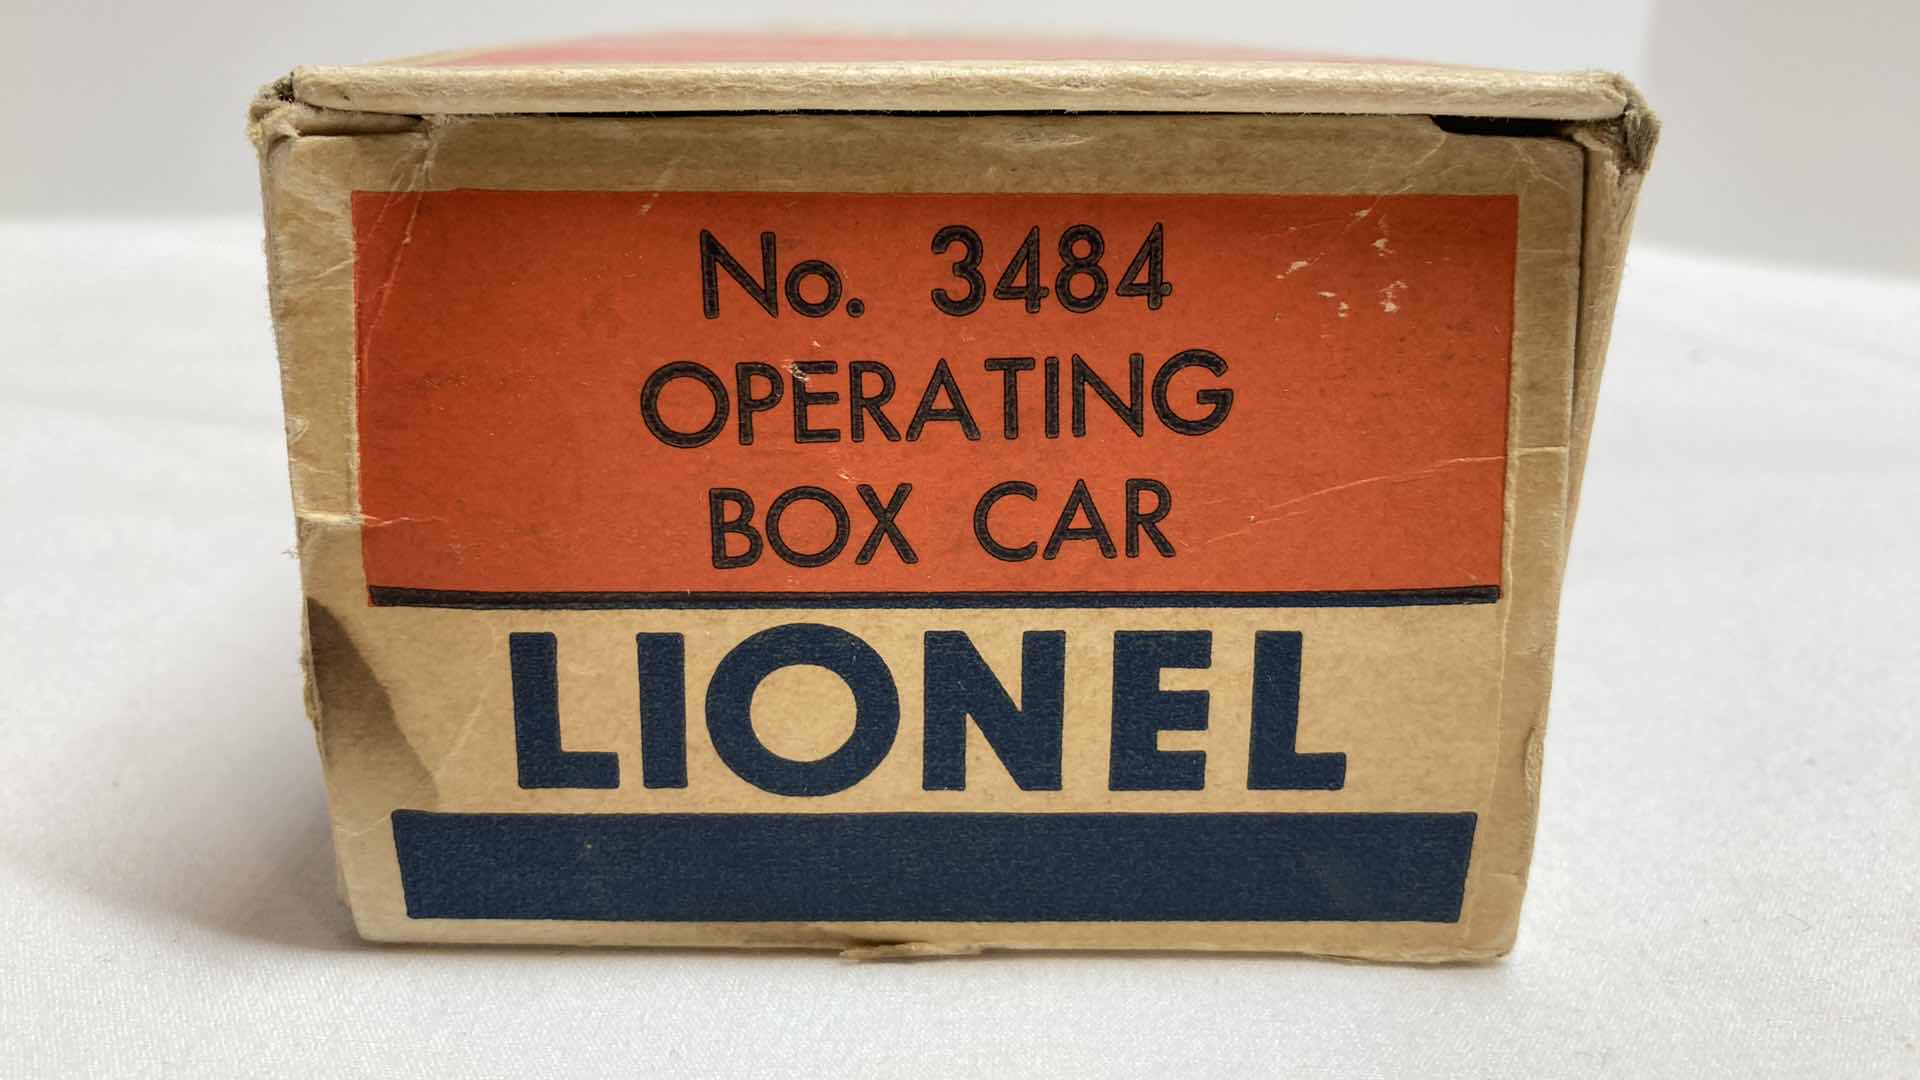 No. 3484
OPERATING
BOX CAR
LIONEL